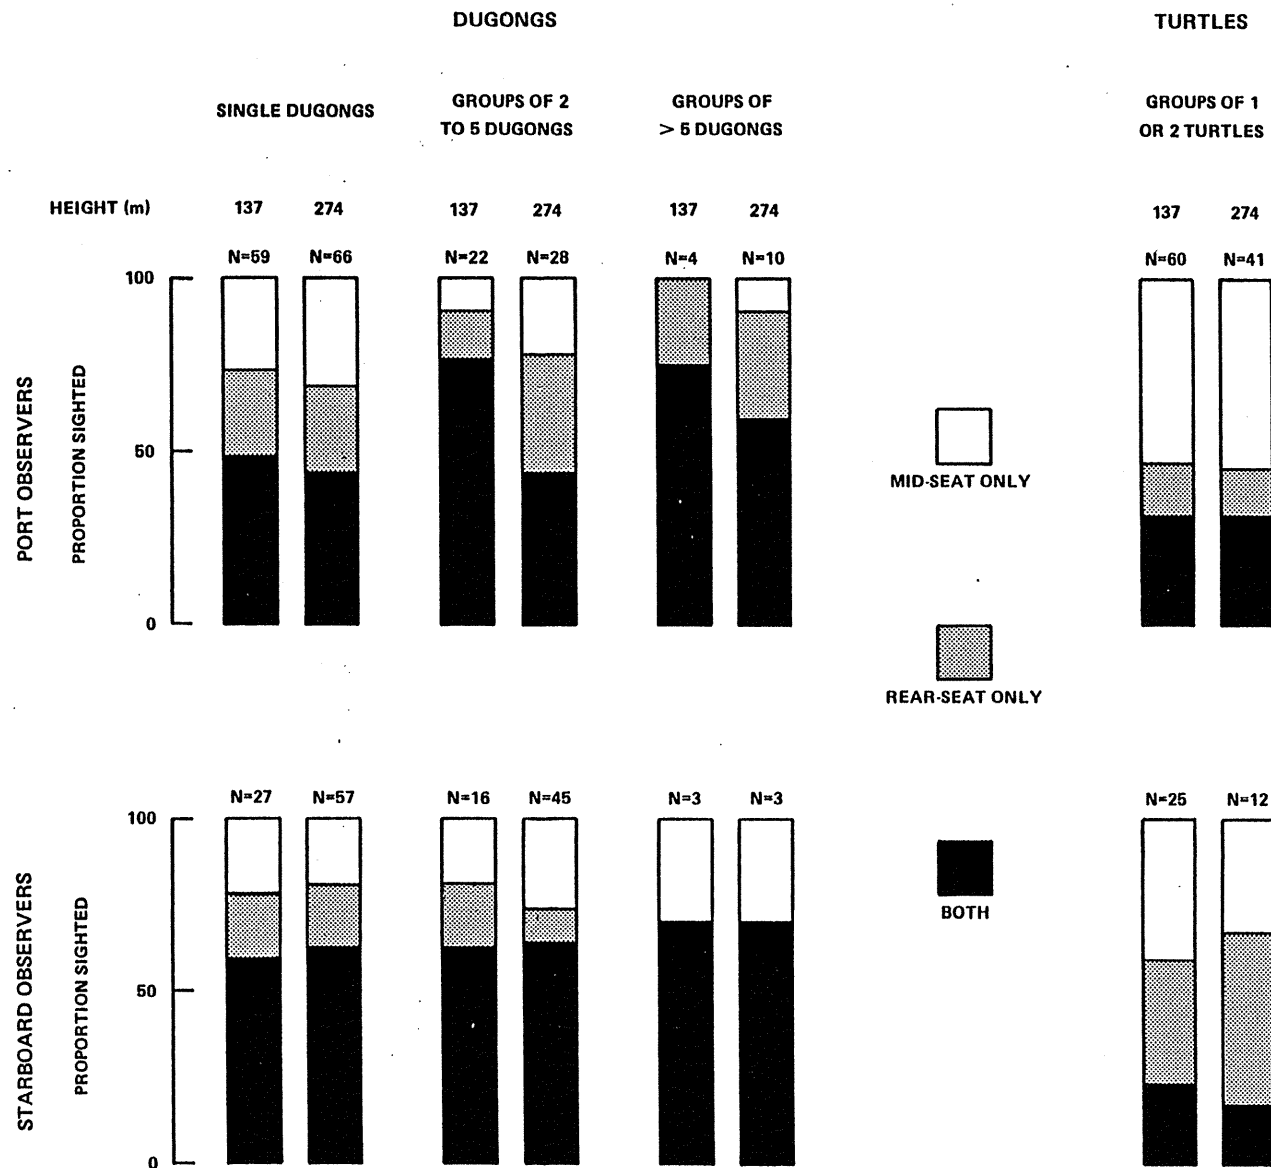 DUGONGS
TURTLES
SINGLE DUGONGS
GROUPS OF 2
TO 5 DUGONGS
GROUPS OF
> 5 DUGONGS
GROUPS OF 1
OR 2 TURTLES
HEIGHT (m)
137
274
137
274
137
274
137
274
N=59
N=66
N=22
N=28
N=4
N=10
N=60
N=41
100
50
0
PORT OBSERVERS
PROPORTION SIGHTED
MID-SEAT ONLY
REAR-SEAT ONLY
BOTH
N=27
N=57
N=16
N=45
N=3
N=3
N=25
N=12
100
50
0
STARBOARD OBSERVERS
PROPORTION SIGHTED